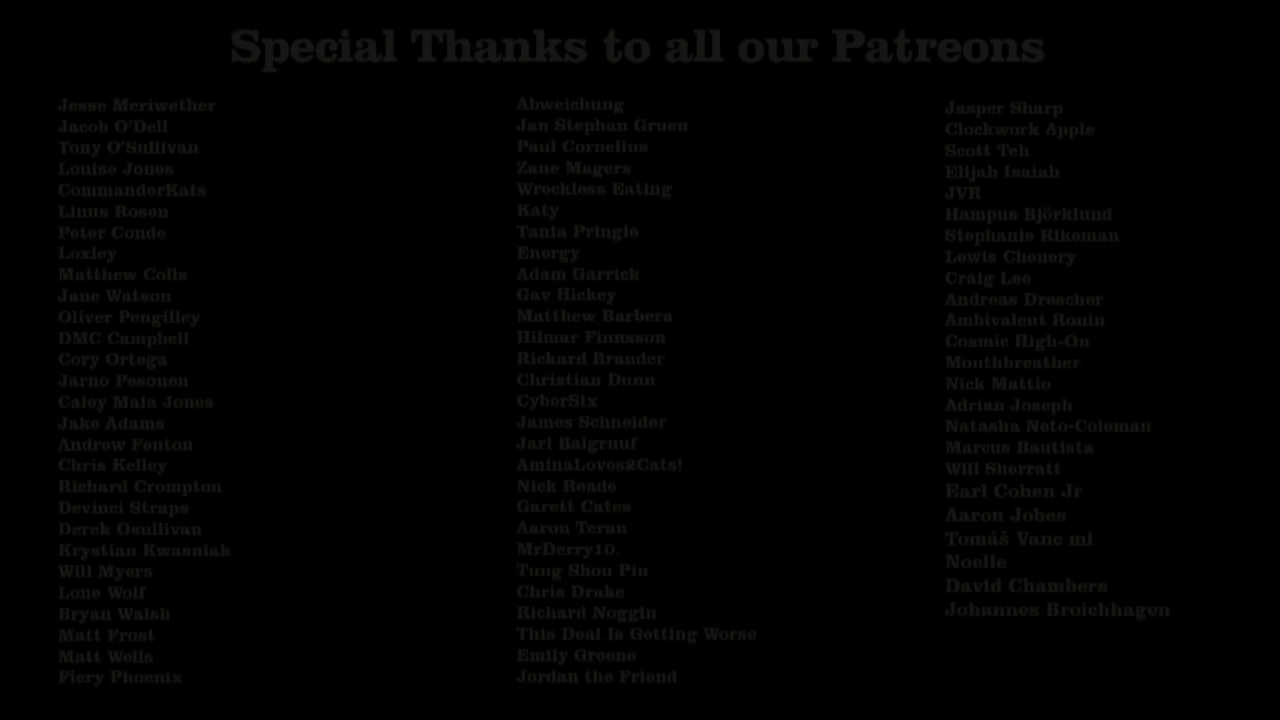 Special Thanks to all our Patreons
Jesse Meriwether
Jacob O'Dell
Tony O'Sullivan
Louise Jones
CommanderKats
Linus Rosen
Peter Conde
Loxley
Matthew Colls
Jane Watson
Oliver Pengilley
DMC Campbell
Cory Ortega
Jarno Pesonen
Caley Maia Jones
Jake Adams
Andrew Fenton
Chris Kelley
Richard Crompton
Devinci Straps
Derek Osullivan
Krystian Kwasniak
Will Myers
Lone Wolf
Bryan Walsh
Matt Frost
Matt Wells
Fiery Phoenix
Abweichung
Jan Stephan Gruen
Paul Cornelius
Zane Magers
Wreckless Eating
Katy
Tania Pringle
Energy
Adam Garrick
Gav Hickey
Matthew Barbera
Hilmar Finnsson
Rickard Brander
Christian Dunn
CyberSix
James Schneider
Jarl Balgruuf
AminaLoves2Cats!
Nick Reade
Garett Cates
Aaron Teran
MrDerry10.
Tung Shou Pin
Chris Drake
Richard Noggin
This Deal Is Getting Worse
Emily Greene
Jordan the Friend
Jasper Sharp
Clockwork Apple
Scott Teh
Elijah Isaiah
JVR
Hampus Björklund
Stephanie Rikeman
Lewis Chenery
Craig Lee
Andreas Drescher
Ambivalent Ronin
Cosmic High-On
Mouthbreather
Nick Mattio
Adrian Joseph
Natasha Neto-Coleman
Marcus Bautista
Will Sherratt
Earl Cohen Jr
Aaron Jobes
Tomáš Vanc ml
Noelle
David Chambers
Johannes Broichhagen